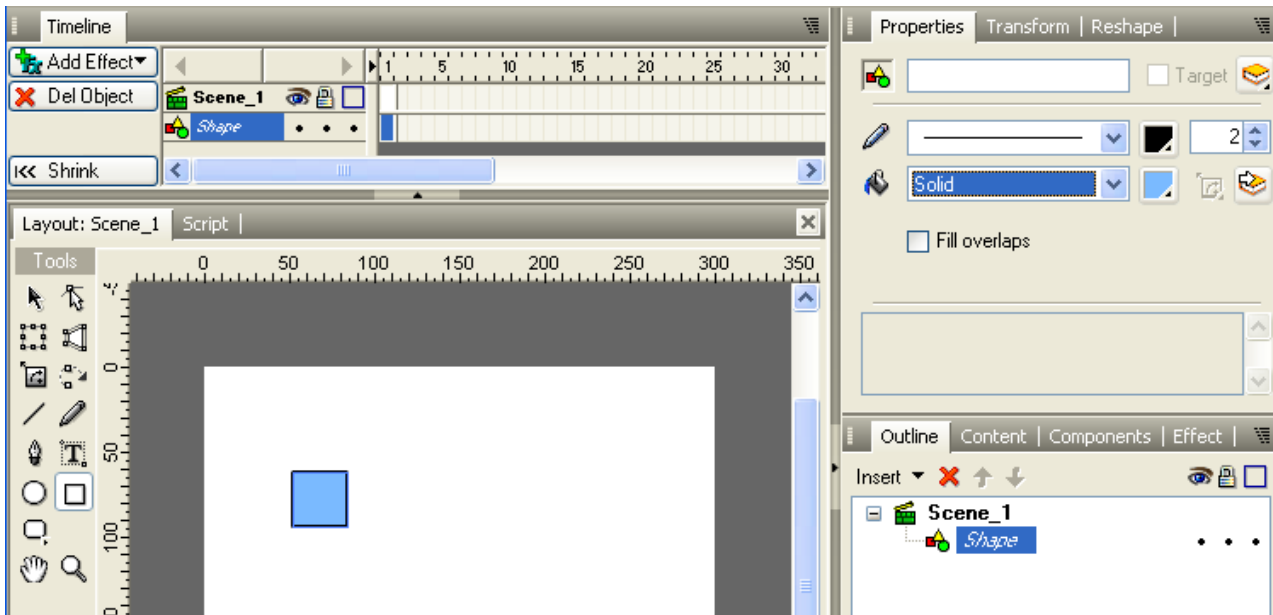 Timeline
Add Effect
1 5 10 15 20 25 30
Del Object
Scene_1
Shape
Shrink
Layout: Scene_1 Script
Tools
0 50 100 150 200 250 300 350
0
50
100
Properties Transform Reshape
Target
2
Solid
Fill overlaps
Outline Content Components Effect
Insert
Scene_1
Shape